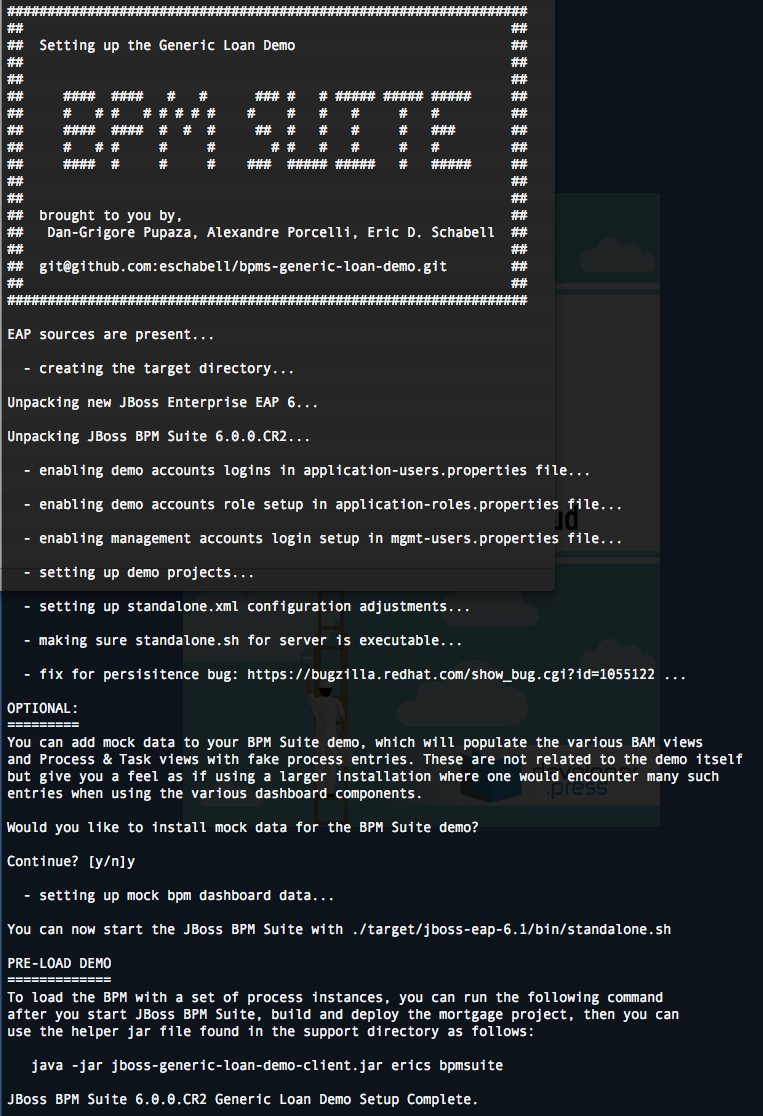 #################################################################
##                                                             ##
##  Setting up the Generic Loan Demo                           ##
##                                                             ##
##                                                             ##
##     ####  ####   #   #      ### #   # ##### ##### #####     ##
##     #   # #   # # # # #    #    #   #   #     #   #         ##
##     ####  ####  #  #  #     ##  #   #   #     #   ###       ##
##     #   # #     #     #       # #   #   #     #   #         ##
##     ####  #     #     #    ###  ##### #####   #   #####     ##
##                                                             ##
##                                                             ##
##  brought to you by,                                         ##
##   Dan-Grigore Pupaza, Alexandre Porcelli, Eric D. Schabell  ##
##                                                             ##
##  git@github.com:eschabell/bpms-generic-loan-demo.git        ##
##                                                             ##
#################################################################
EAP sources are present...
  - creating the target directory...
Unpacking new JBoss Enterprise EAP 6...
Unpacking JBoss BPM Suite 6.0.0.CR2...
  - enabling demo accounts logins in application-users.properties file...
  - enabling demo accounts role setup in application-roles.properties file...
  - enabling management accounts login setup in mgmt-users.properties file...
  - setting up demo projects...
  - setting up standalone.xml configuration adjustments...
  - making sure standalone.sh for server is executable...
  - fix for persisitence bug: https://bugzilla.redhat.com/show_bug.cgi?id=1055122 ...
OPTIONAL:
=========
You can add mock data to your BPM Suite demo, which will populate the various BAM views
and Process & Task views with fake process entries. These are not related to the demo itself
but give you a feel as if using a larger installation where one would encounter many such
entries when using the various dashboard components.
Would you like to install mock data for the BPM Suite demo?
Continue? [y/n]y
  - setting up mock bpm dashboard data...
You can now start the JBoss BPM Suite with ./target/jboss-eap-6.1/bin/standalone.sh
PRE-LOAD DEMO
=============
To load the BPM with a set of process instances, you can run the following command
after you start JBoss BPM Suite, build and deploy the mortgage project, then you can
use the helper jar file found in the support directory as follows:
   java -jar jboss-generic-loan-demo-client.jar erics bpmsuite
JBoss BPM Suite 6.0.0.CR2 Generic Loan Demo Setup Complete.